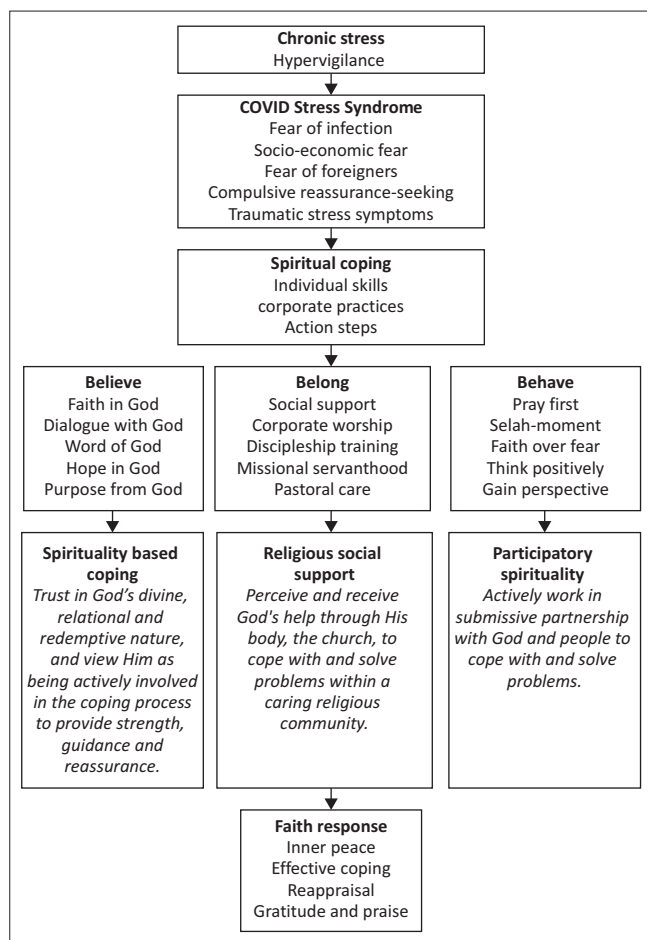 Chronic stress
Hypervigilance
COVID Stress Syndrome
Fear of infection
Socio-economic fear
Fear of foreigners
Compulsive reassurance-seeking
Traumatic stress symptoms
Spiritual coping
Individual skills
corporate practices
Action steps
Believe
Faith in God
Dialogue with God
Word of God
Hope in God
Purpose from God
Belong
Social support
Corporate worship
Discipleship training
Missional servanthood
Pastoral care
Behave
Pray first
Selah-moment
Faith over fear
Think positively
Gain perspective
Spirituality based
coping
Trust in God’s divine,
relational and
redemptive nature,
and view Him as
being actively involved
in the coping process
to provide strength,
guidance and
reassurance.
Religious social
support
Perceive and receive
God's help through His
body, the church, to
cope with and solve
problems within a
caring religious
community.
Participatory
spirituality
Actively work in
submissive partnership
with God and people to
cope with and solve
problems.
Faith response
Inner peace
Effective coping
Reappraisal
Gratitude and praise